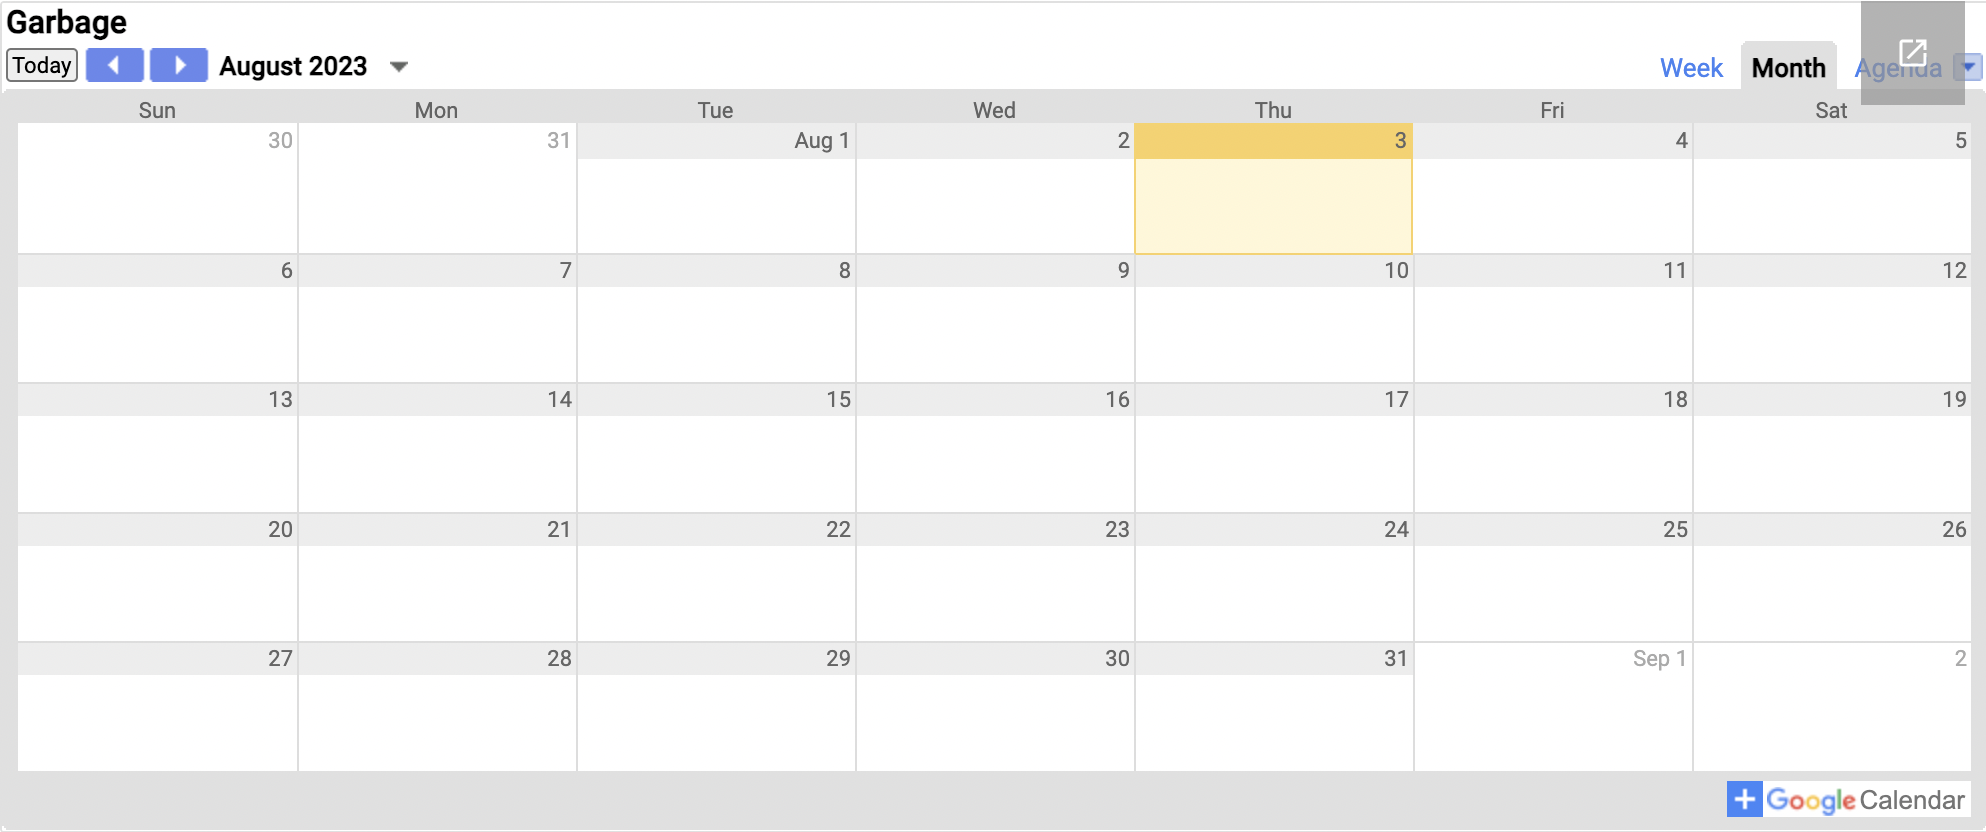 Garbage
Today August 2023 Week Month Agenda
Sun Mon Tue Wed Thu Fri Sat
30 31 Aug 1 2 3 4 5
6 7 8 9 10 11 12
13 14 15 16 17 18 19
20 21 22 23 24 25 26
27 28 29 30 31 Sep 1 2
+ Google Calendar